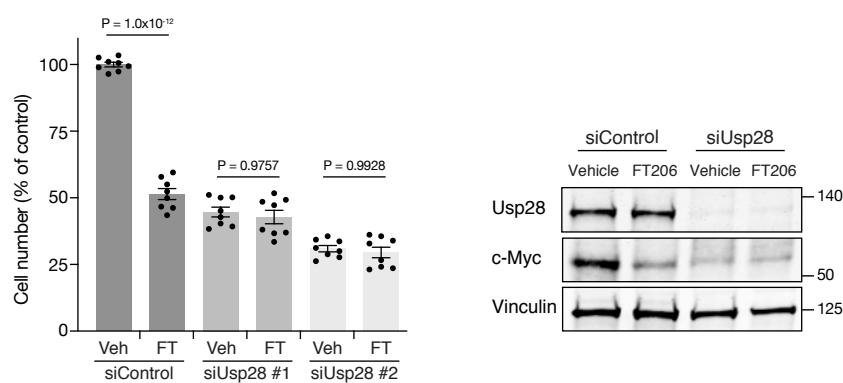 P = 1.0x10⁻¹²
Cell number (% of control)
100
75
50
25
0
P = 0.9757
P = 0.9928
Veh FT Veh FT Veh FT
siControl siUsp28 #1 siUsp28 #2
siControl siUsp28
Vehicle FT206 Vehicle FT206
Usp28
140
c-Myc
50
Vinculin
125